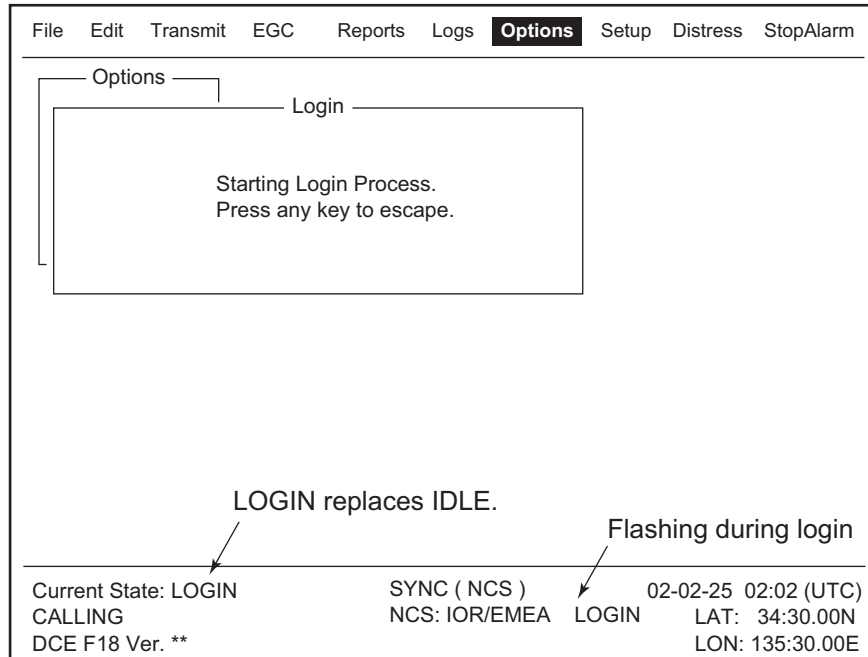 File Edit Transmit EGC Reports Logs Options Setup Distress StopAlarm
Options
Login
Starting Login Process.
Press any key to escape.
LOGIN replaces IDLE.
Flashing during login
Current State: LOGIN SYNC ( NCS ) 02-02-25 02:02 (UTC)
CALLING NCS: IOR/EMEA LOGIN LAT: 34:30.00N
DCE F18 Ver. ** LON: 135:30.00E